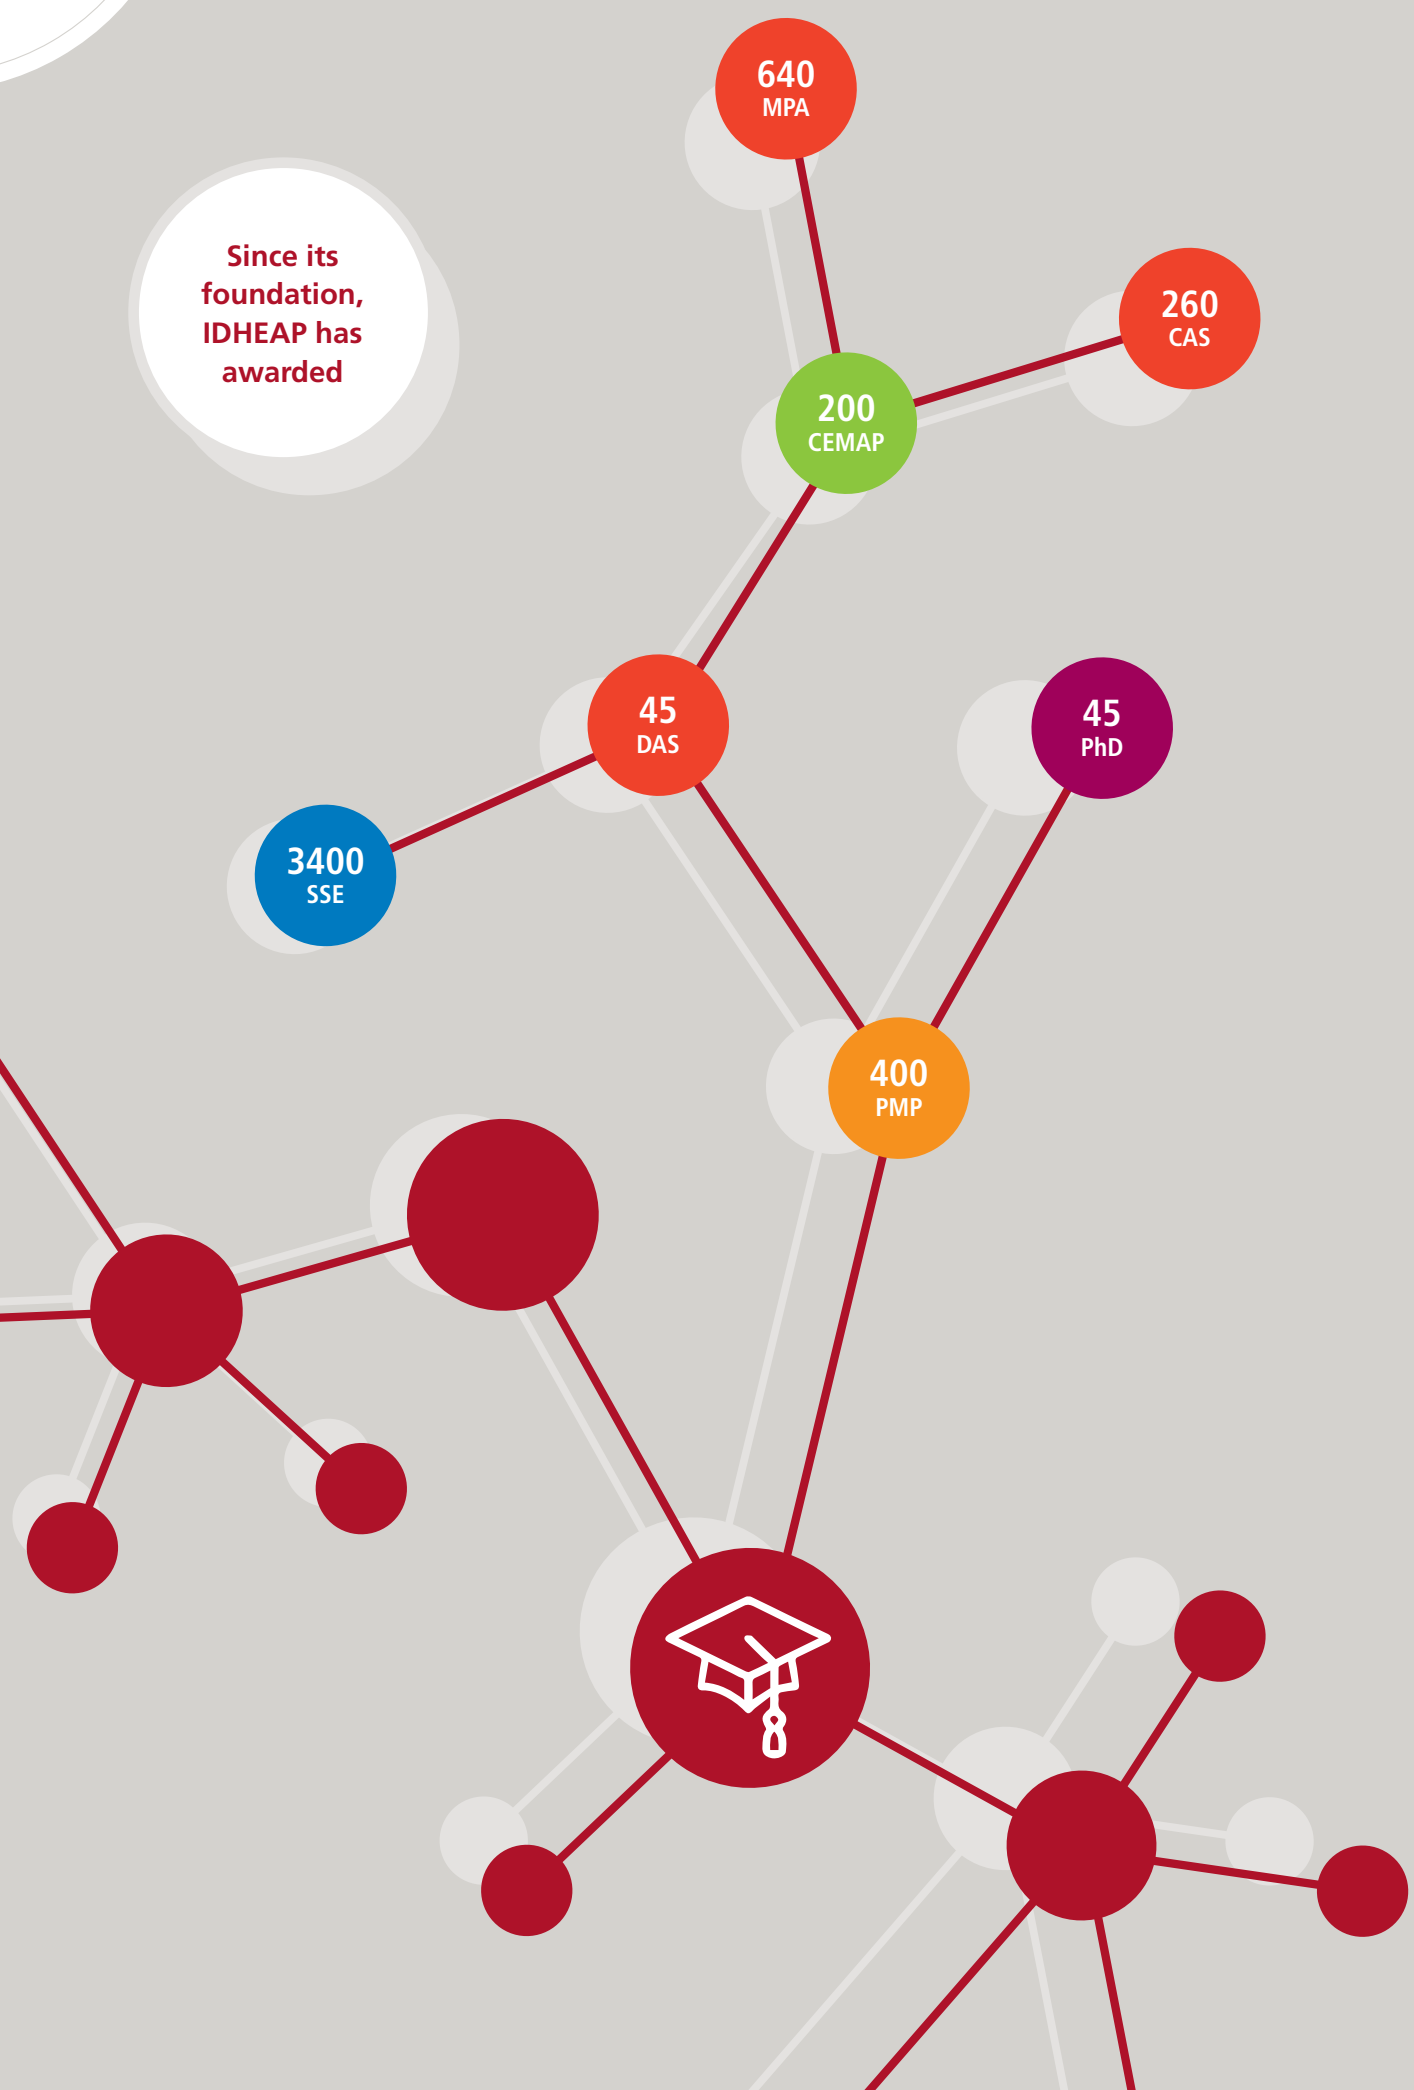 640
MPA
Since its
foundation,
IDHEAP has
awarded
260
CAS
200
CEMAP
45
DAS
45
PhD
3400
SSE
400
PMP